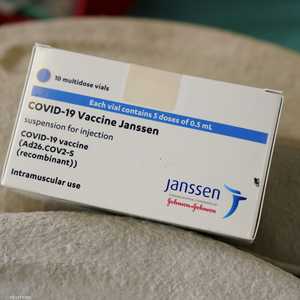 10 multidose vials
Each vial contains 5 doses of 0.5 mL
COVID-19 Vaccine Janssen
suspension for injection
COVID-19 vaccine
(Ad26.COV2-S
(recombinant))
Intramuscular use
janssen
Johnson&Johnson